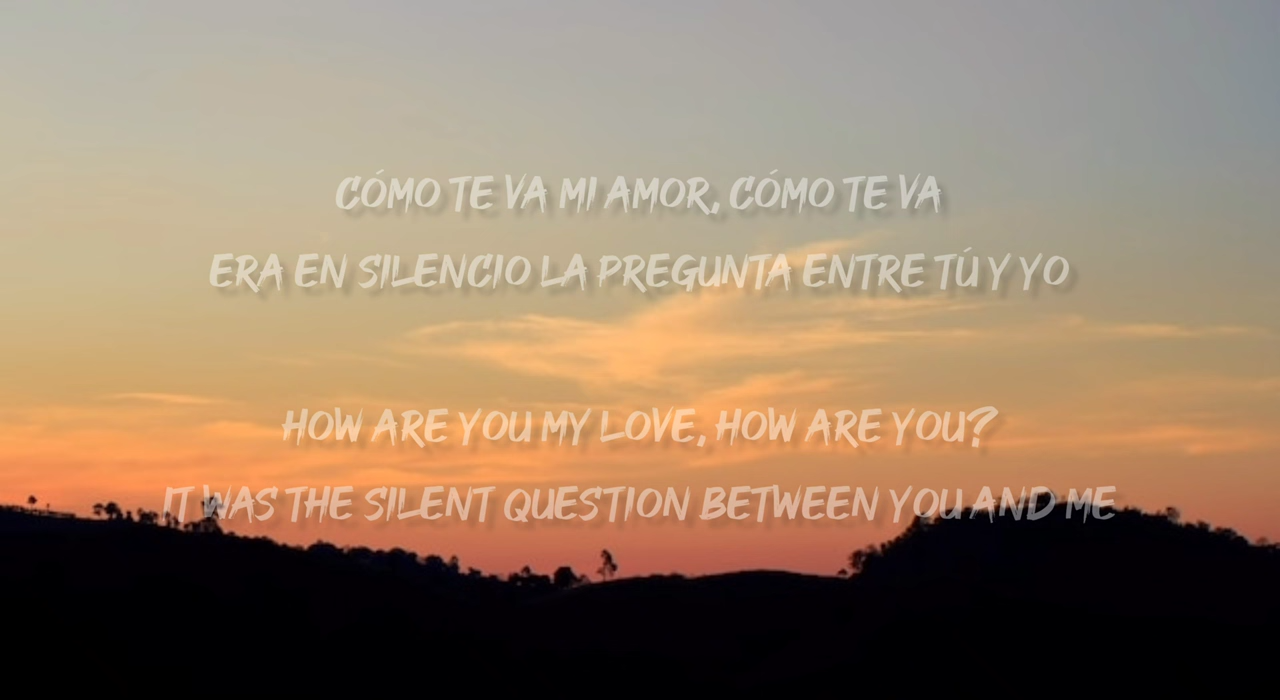 CÓMO TE VA MI AMOR, CÓMO TE VA
ERA EN SILENCIO LA PREGUNTA ENTRE TÚ Y YO
HOW ARE YOU MY LOVE, HOW ARE YOU?
IT WAS THE SILENT QUESTION BETWEEN YOU AND ME